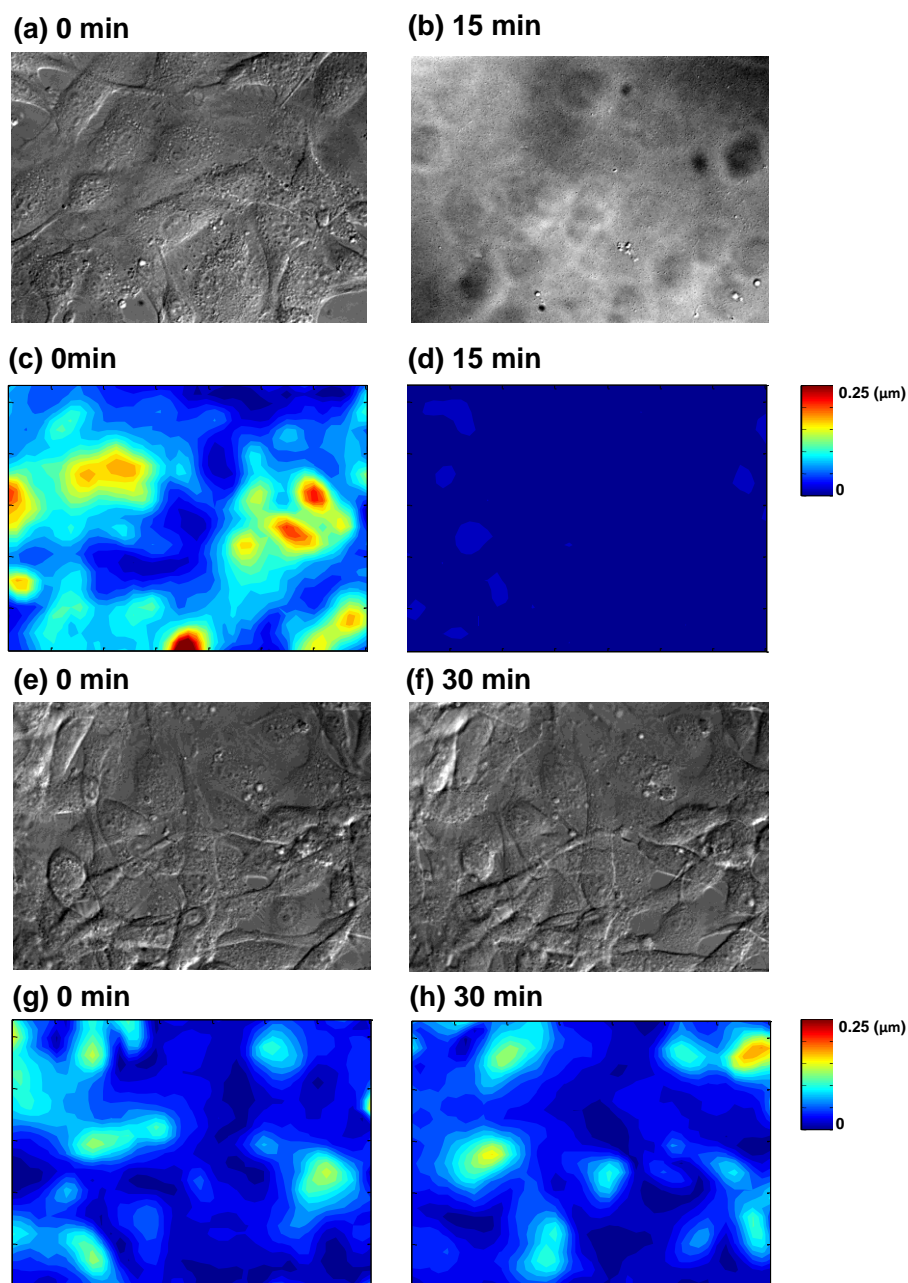 (a) 0 min
(b) 15 min
(c) 0min
(d) 15 min
0.25 (μm)
0
(e) 0 min
(f) 30 min
(g) 0 min
(h) 30 min
0.25 (μm)
0